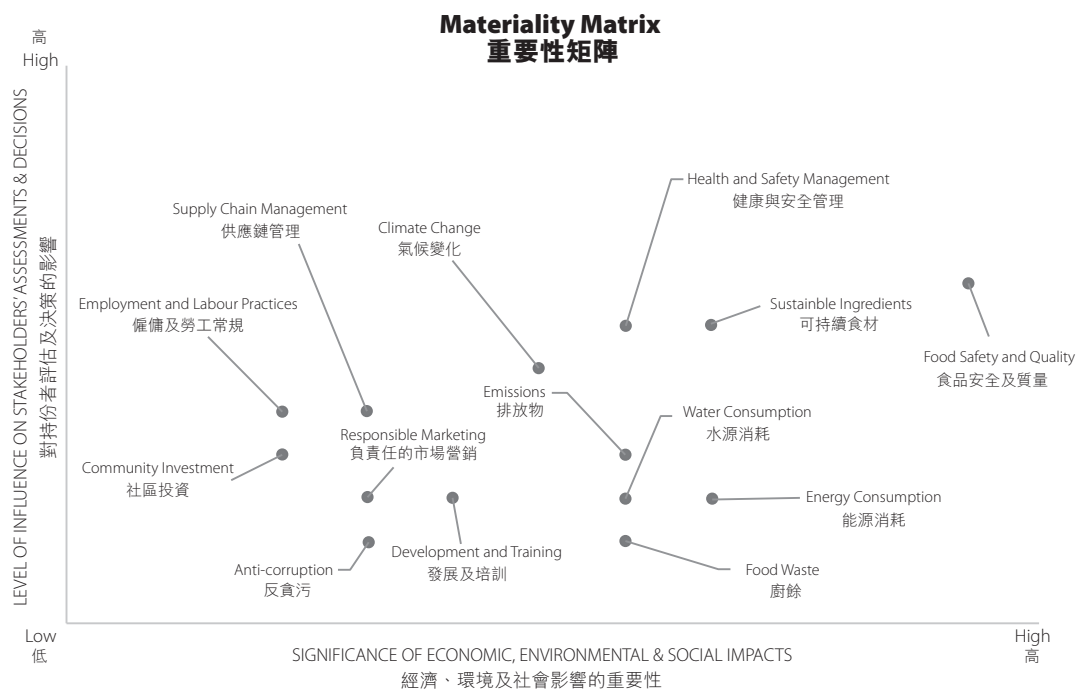 Materiality Matrix
重要性矩陣
高
High
LEVEL OF INFLUENCE ON STAKEHOLDERS' ASSESSMENTS & DECISIONS
對持份者評估及決策的影響
Health and Safety Management
健康與安全管理
Supply Chain Management
供應鏈管理
Climate Change
氣候變化
Employment and Labour Practices
僱傭及勞工常規
Sustainble Ingredients
可持續食材
Food Safety and Quality
食品安全及質量
Emissions
排放物
Water Consumption
水源消耗
Responsible Marketing
負責任的市場營銷
Community Investment
社區投資
Energy Consumption
能源消耗
Development and Training
發展及培訓
Anti-corruption
反貪污
Food Waste
廚餘
Low
低
High
高
SIGNIFICANCE OF ECONOMIC, ENVIRONMENTAL & SOCIAL IMPACTS
經濟、環境及社會影響的重要性